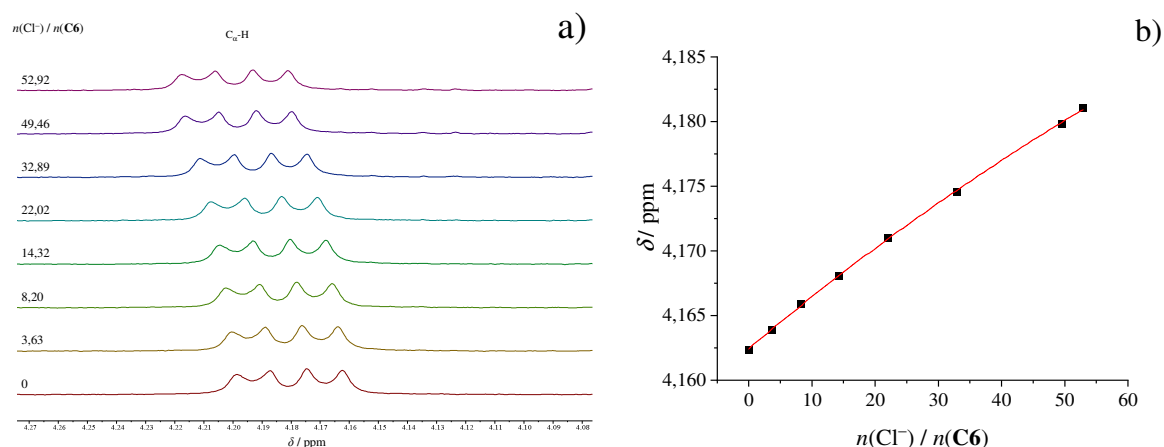 n(Cl⁻) / n(C6)
Cα-H
a)
52,92
49,46
32,89
22,02
14,32
8,20
3,63
0
4.27 4.26 4.25 4.24 4.23 4.22 4.21 4.20 4.19 4.18 4.17 4.16 4.15 4.14 4.13 4.12 4.11 4.10 4.09 4.08
δ / ppm
b)
4,185
4,180
4,175
4,170
4,165
4,160
δ / ppm
0 10 20 30 40 50 60
n(Cl⁻) / n(C6)